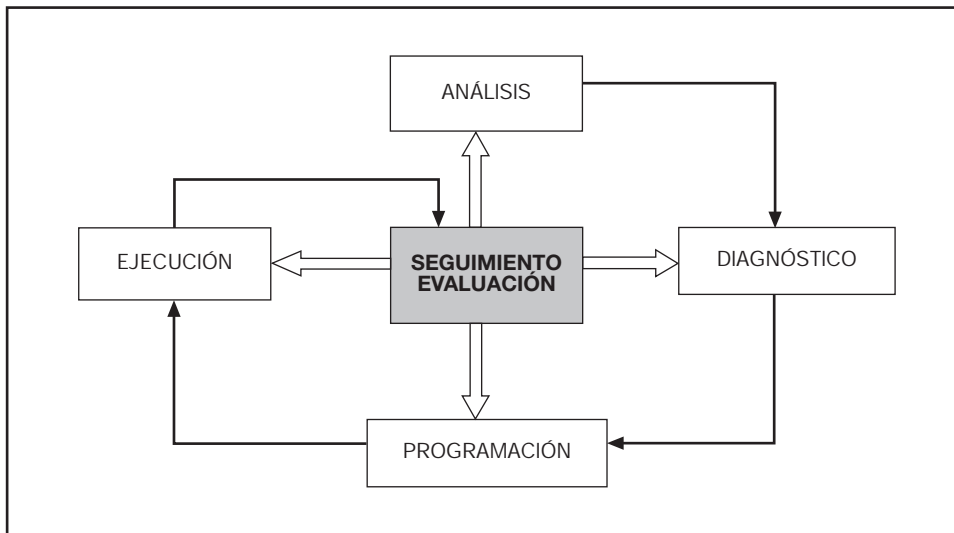 ANÁLISIS
EJECUCIÓN
SEGUIMIENTO
EVALUACIÓN
DIAGNÓSTICO
PROGRAMACIÓN